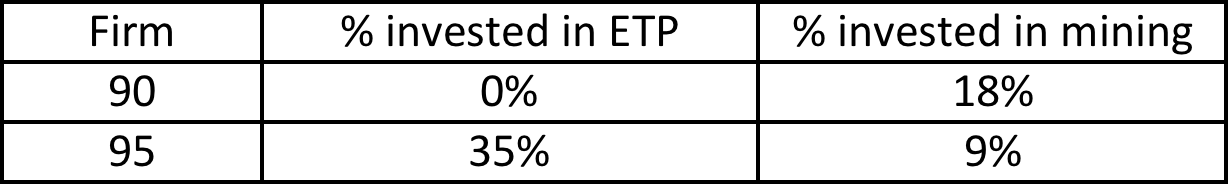 Firm % invested in ETP % invested in mining
90 0% 18%
95 35% 9%